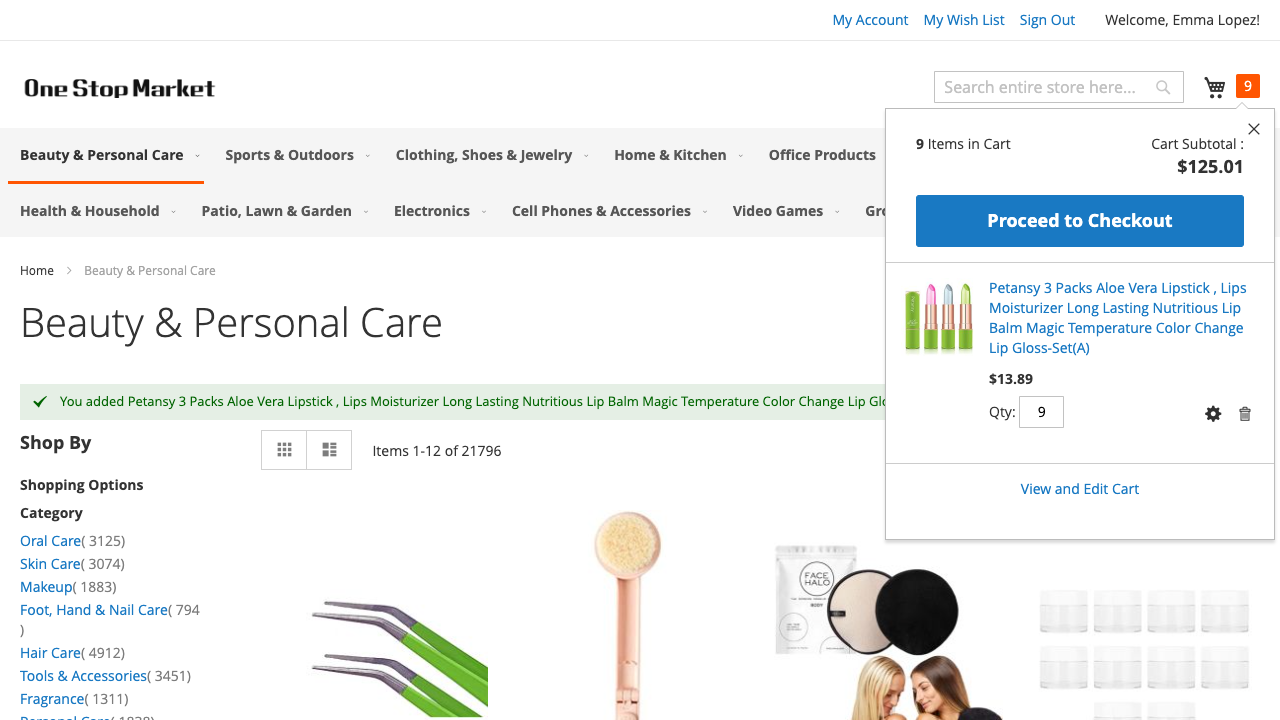 My Account My Wish List Sign Out Welcome, Emma Lopez!
One Stop Market
Search entire store here...
9
Beauty & Personal Care Sports & Outdoors Clothing, Shoes & Jewelry Home & Kitchen Office Products
Health & Household Patio, Lawn & Garden Electronics Cell Phones & Accessories Video Games
9 Items in Cart
Cart Subtotal :
$125.01
Proceed to Checkout
Petansy 3 Packs Aloe Vera Lipstick , Lips
Moisturizer Long Lasting Nutritious Lip
Balm Magic Temperature Color Change
Lip Gloss-Set(A)
$13.89
Qty: 9
View and Edit Cart
Home Beauty & Personal Care
Beauty & Personal Care
You added Petansy 3 Packs Aloe Vera Lipstick , Lips Moisturizer Long Lasting Nutritious Lip Balm Magic Temperature Color Change Lip
Shop By
Items 1-12 of 21796
Shopping Options
Category
Oral Care( 3125)
Skin Care( 3074)
Makeup( 1883)
Foot, Hand & Nail Care( 794
)
Hair Care( 4912)
Tools & Accessories( 3451)
Fragrance( 1311)
Personal Care( 1838)
FACE
HALO
BODY